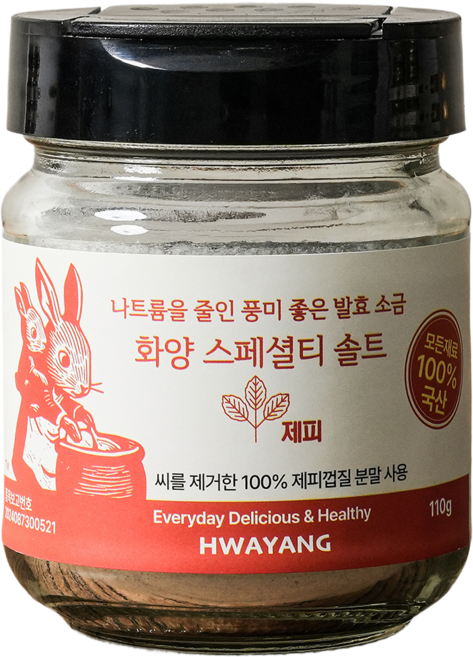 나트륨을 줄인 풍미 좋은 발효 소금
화양 스페셜티 솔트
모든재료
100%
국산
제피
씨를 제거한 100% 제피껍질 분말 사용
Everyday Delicious & Healthy
110g
HWAYANG